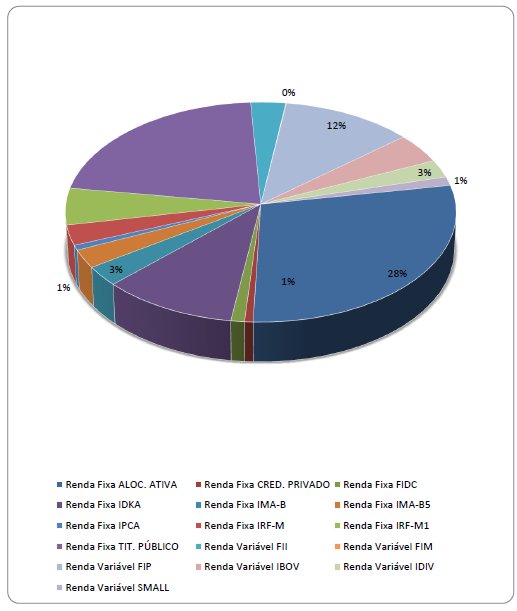 0%
12%
3%
1%
28%
1%
3%
1%
Renda Fixa ALOC. ATIVA Renda Fixa CRED. PRIVADO Renda Fixa FIDC
Renda Fixa IDKA Renda Fixa IMA-B Renda Fixa IMA-B5
Renda Fixa IPCA Renda Fixa IRF-M Renda Fixa IRF-M1
Renda Fixa TIT. PÚBLICO Renda Variável FII Renda Variável FIM
Renda Variável FIP Renda Variável IBOV Renda Variável IDIV
Renda Variável SMALL